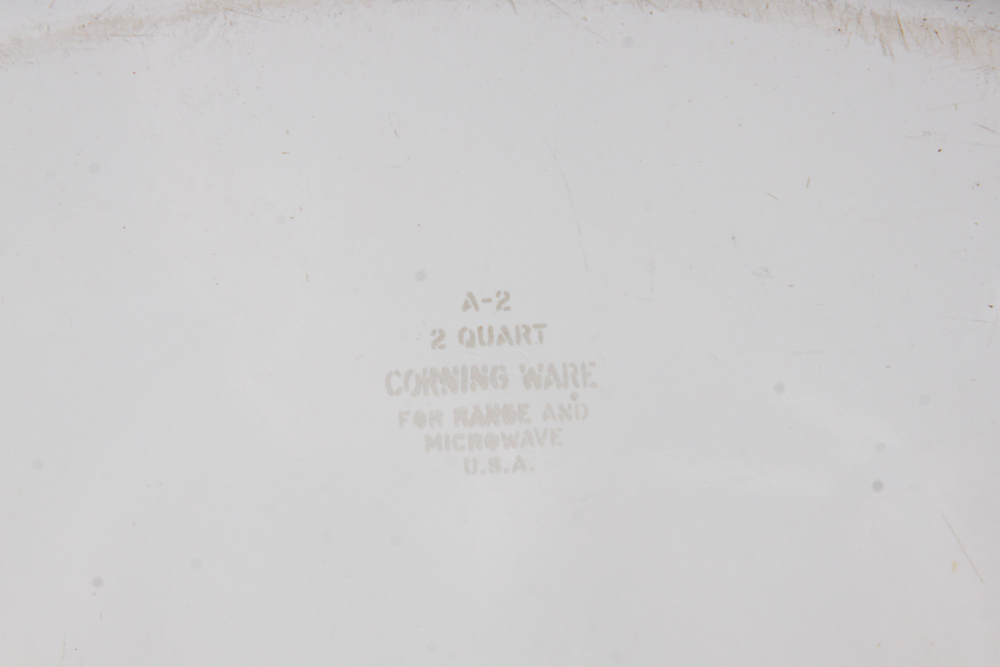 A-2
2 QUART
CORNING WARE
FOR RANGE AND
MICROWAVE
U.S.A.